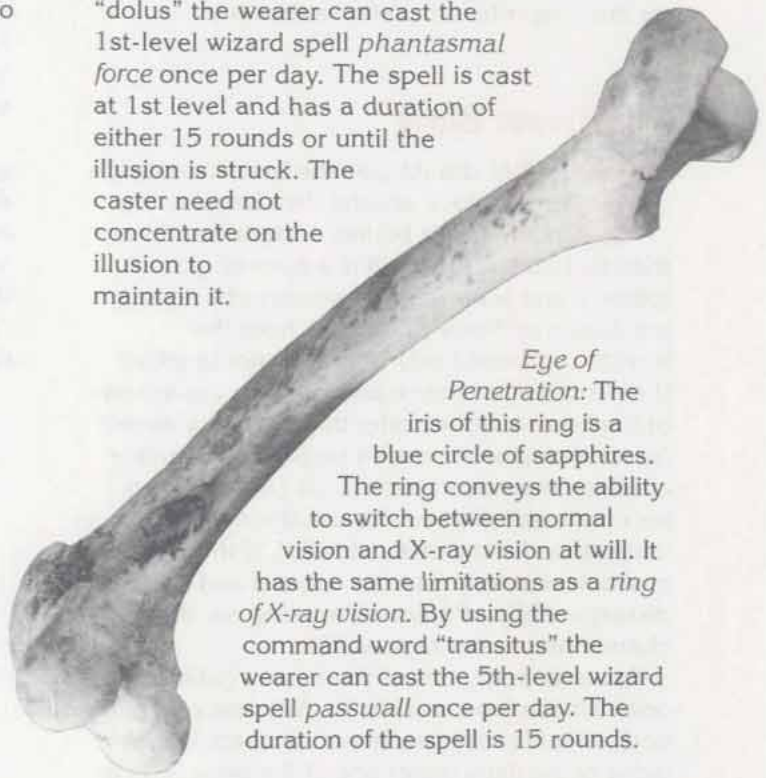 o
"dolus" the wearer can cast the
1st-level wizard spell phantasmal
force once per day. The spell is cast
at 1st level and has a duration of
either 15 rounds or until the
illusion is struck. The
caster need not
concentrate on the
illusion to
maintain it.
Eye of
Penetration: The
iris of this ring is a
blue circle of sapphires.
The ring conveys the ability
to switch between normal
vision and X-ray vision at will. It
has the same limitations as a ring
of X-ray vision. By using the
command word "transitus" the
wearer can cast the 5th-level wizard
spell passwall once per day. The
duration of the spell is 15 rounds.